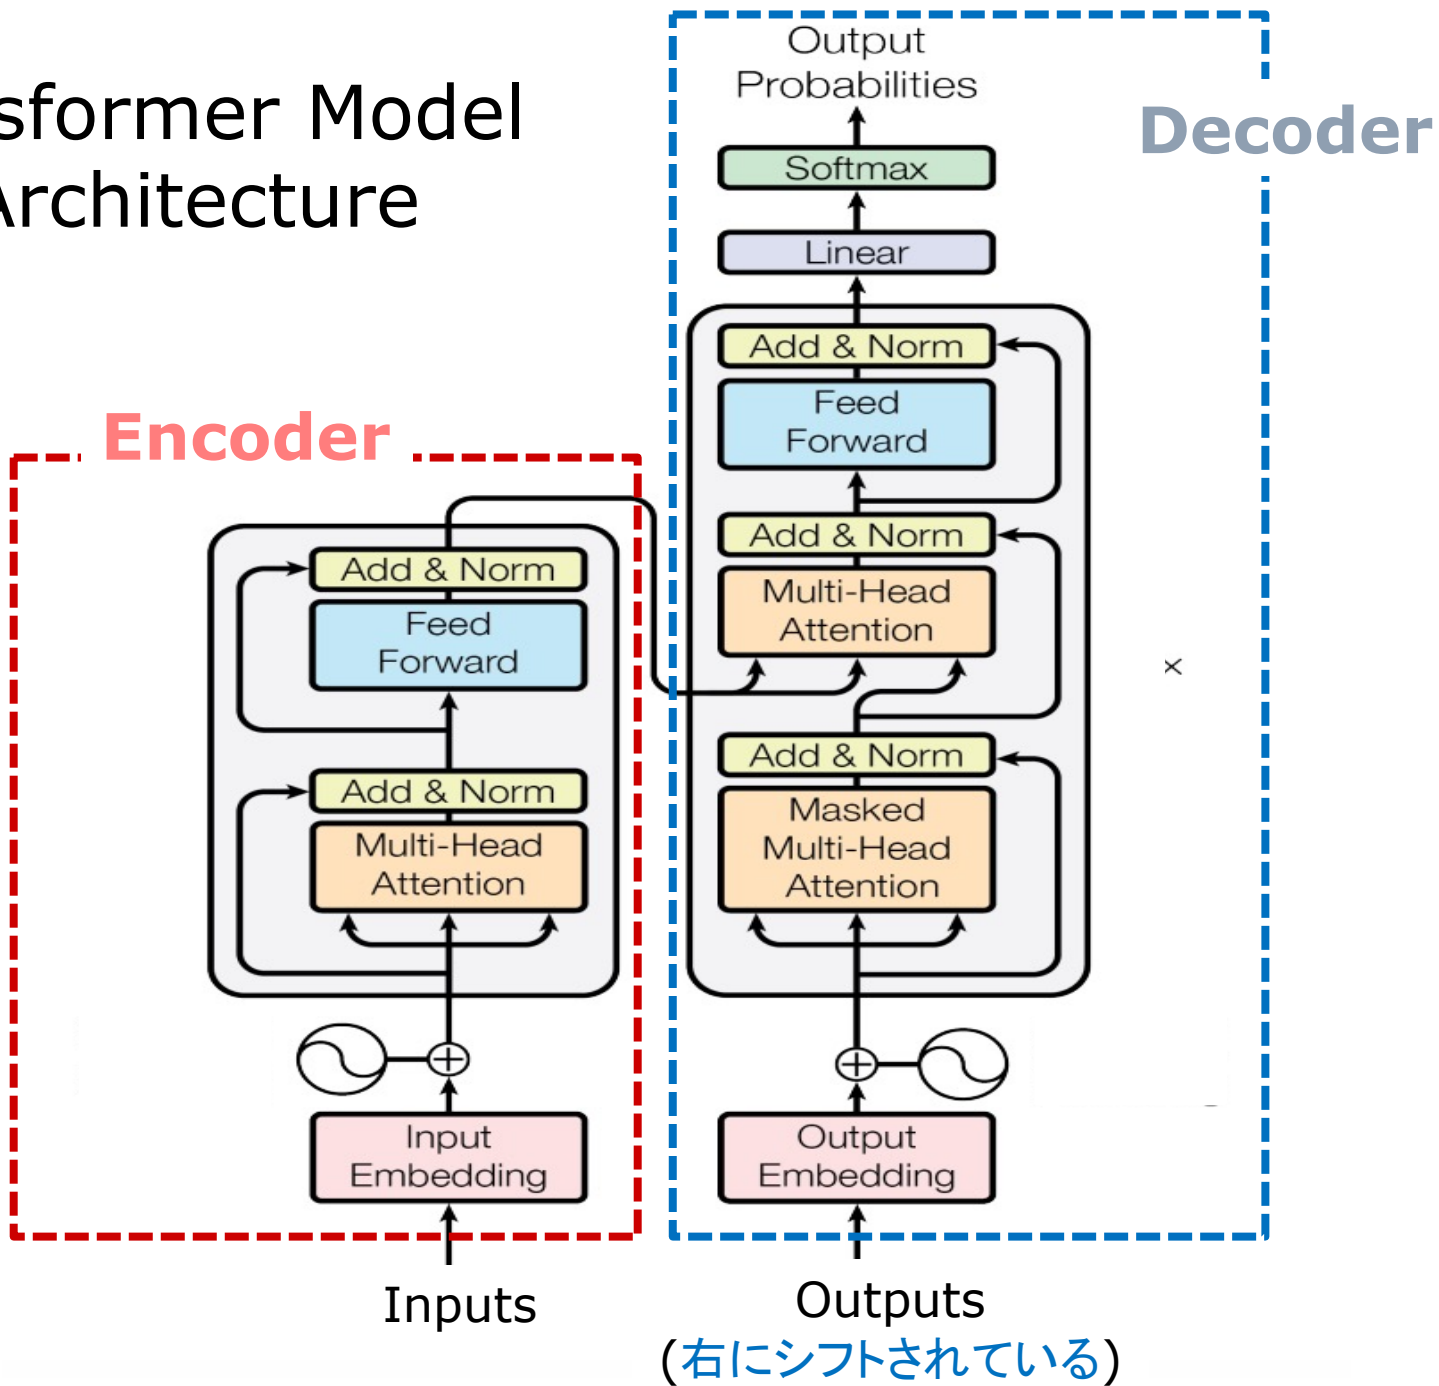 sformer Model
Architecture
Encoder
Add & Norm
Feed
Forward
Add & Norm
Multi-Head
Attention
Input
Embedding
Inputs
Decoder
Output
Probabilities
Softmax
Linear
Add & Norm
Feed
Forward
Add & Norm
Multi-Head
Attention
x
Add & Norm
Masked
Multi-Head
Attention
Output
Embedding
Outputs
(右にシフトされている)